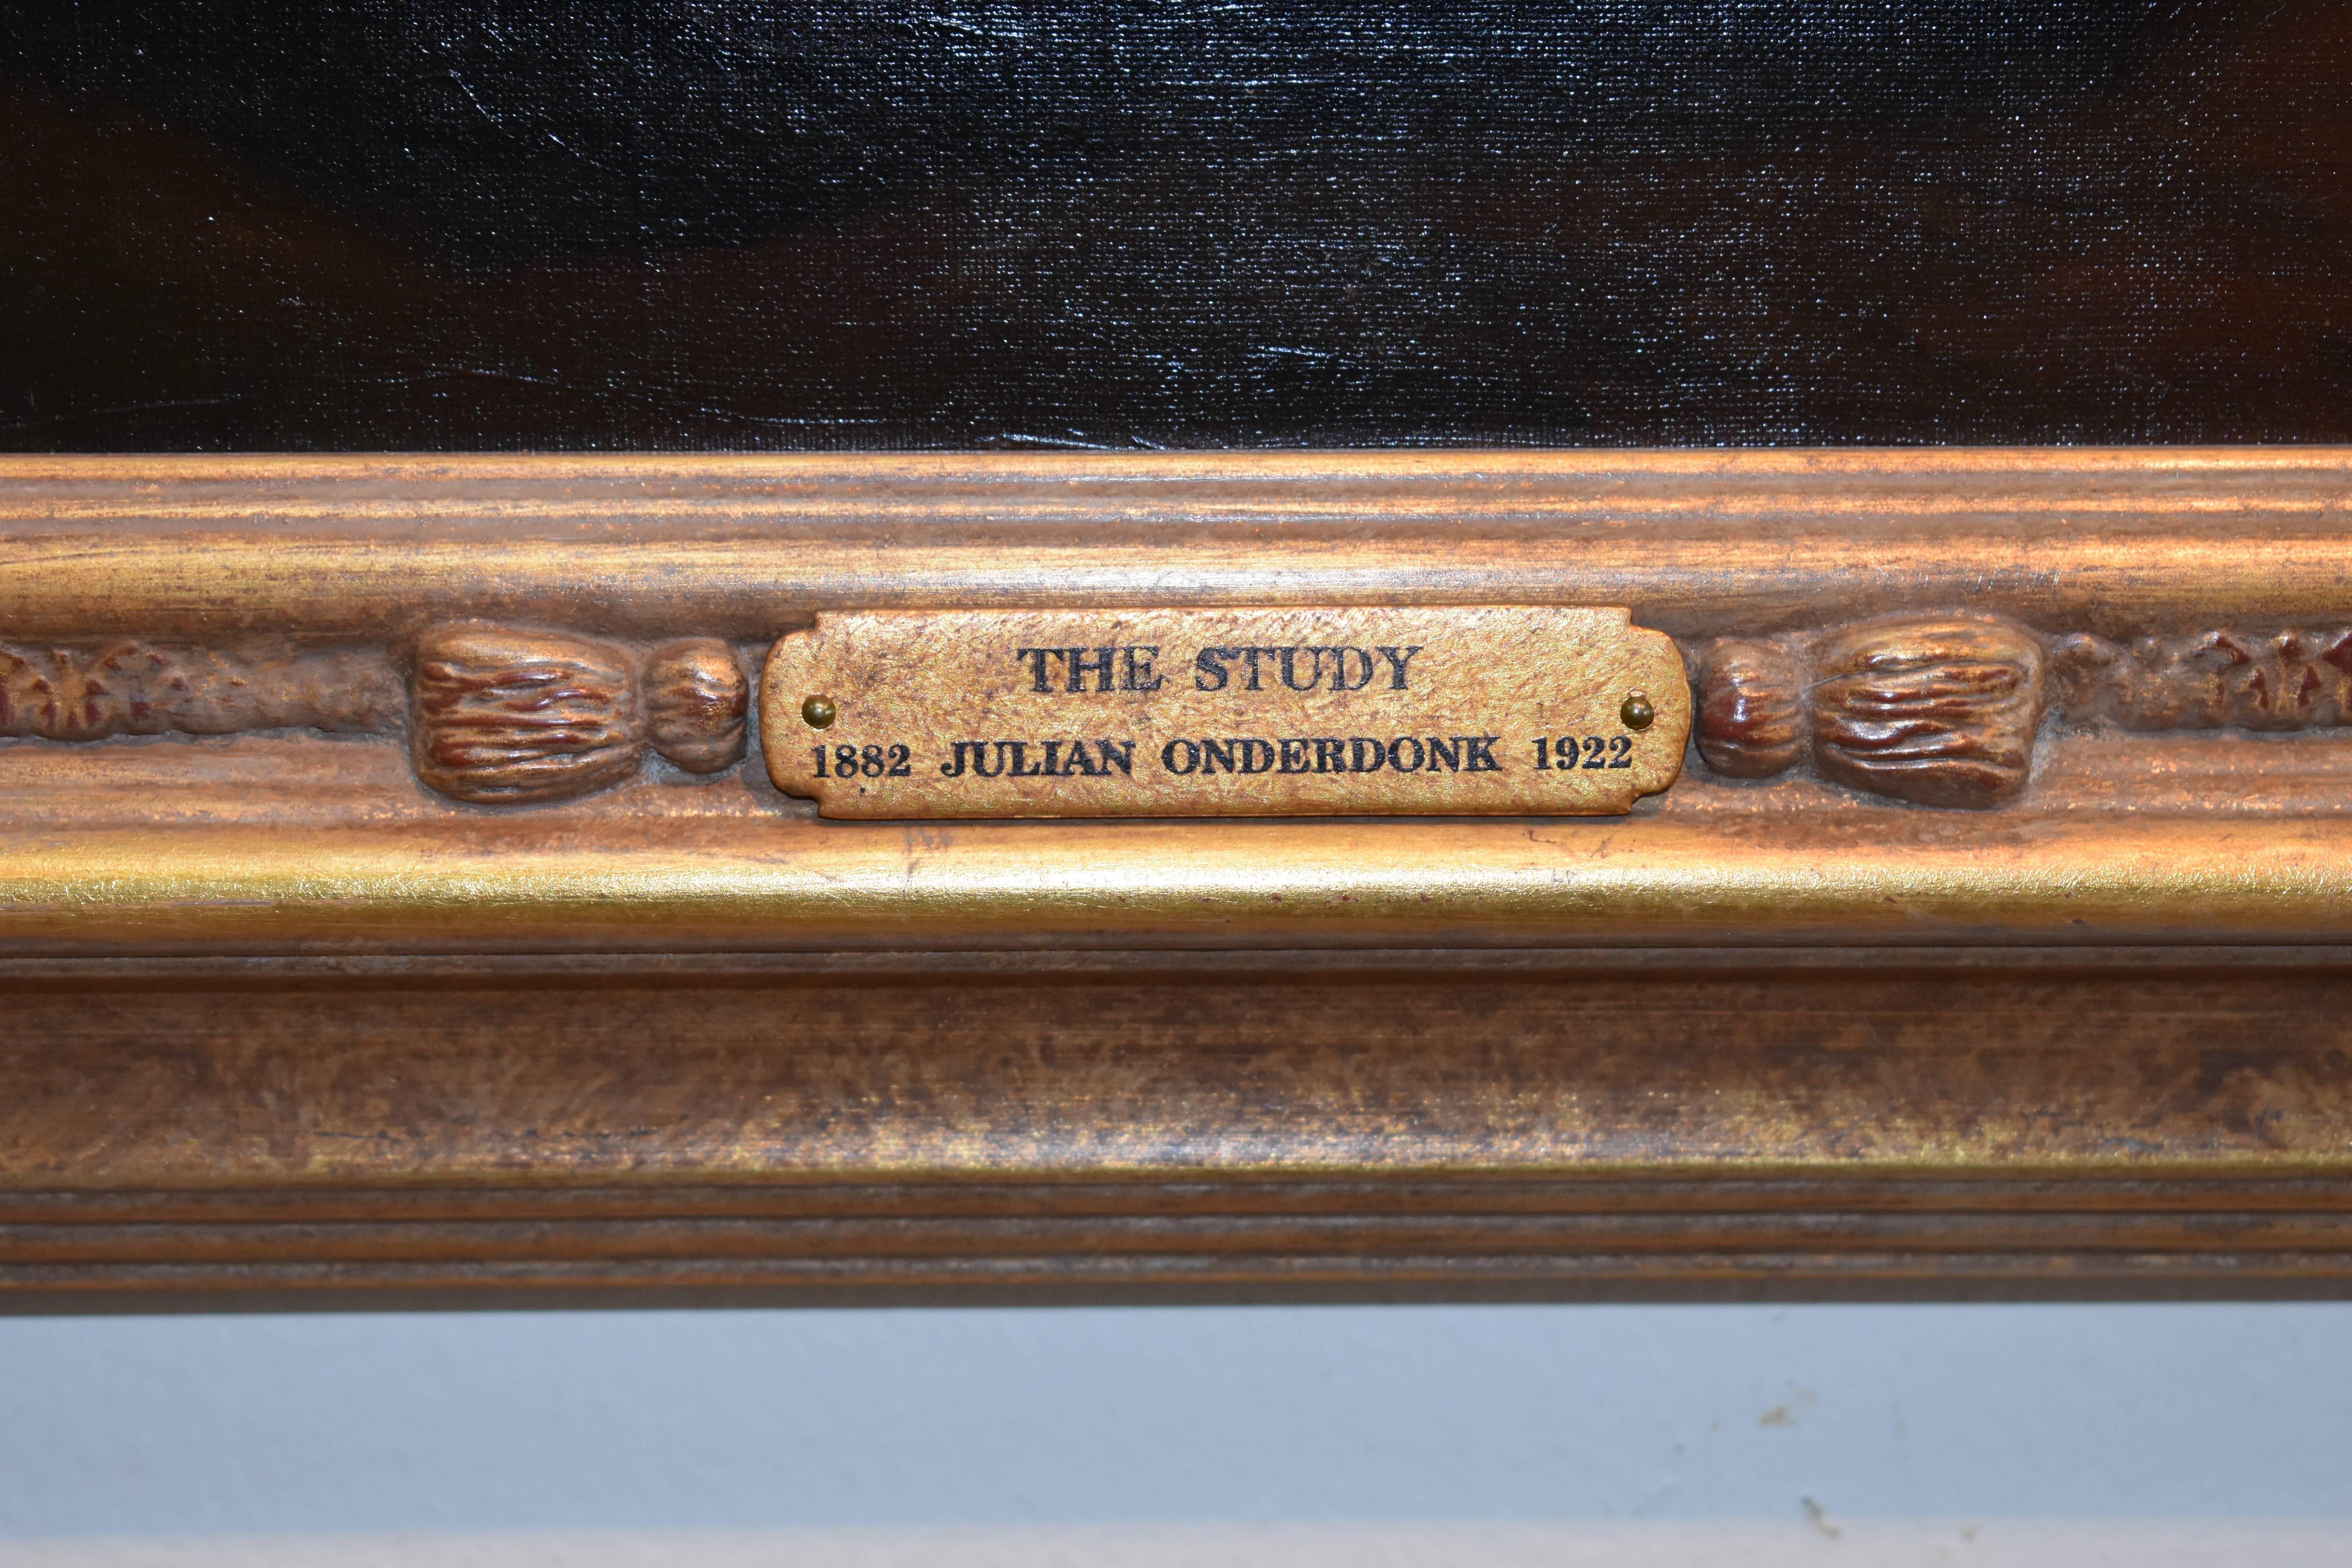 THE STUDY
1882 JULIAN ONDERDONK 1922